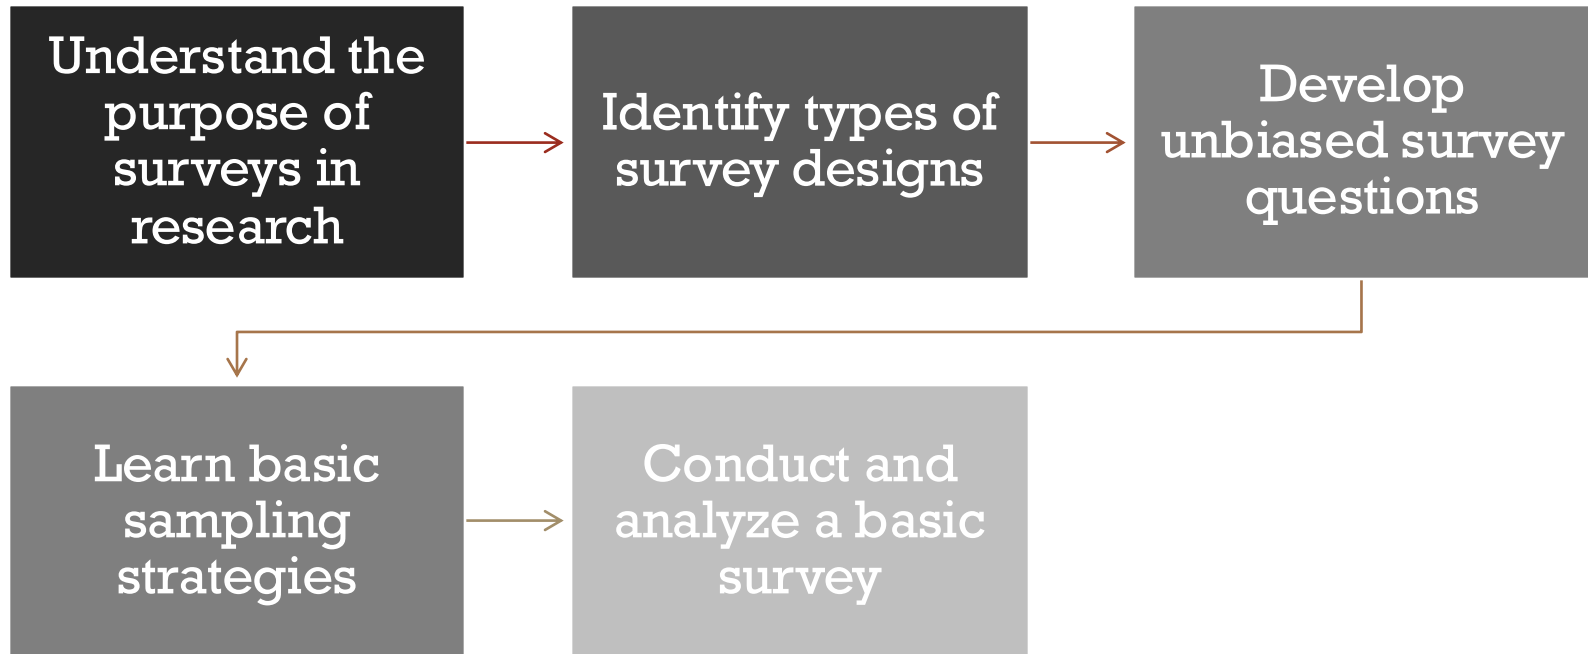 Understand the
purpose of
surveys in
research
Identify types of
survey designs
Develop
unbiased survey
questions
Learn basic
sampling
strategies
Conduct and
analyze a basic
survey